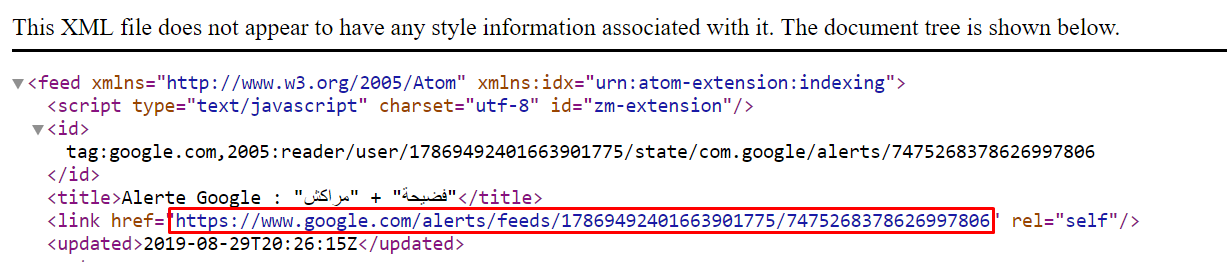 This XML file does not appear to have any style information associated with it. The document tree is shown below.
▼<feed xmlns="http://www.w3.org/2005/Atom" xmlns:idx="urn:atom-extension:indexing">
<script type="text/javascript" charset="utf-8" id="zm-extension"/>
▼<id>
tag:google.com,2005:reader/user/17869492401663901775/state/com.google/alerts/7475268378626997806
</id>
<title>Alerte Google : "فضيحة" + "مراكش"</title>
<link href="https://www.google.com/alerts/feeds/17869492401663901775/7475268378626997806" rel="self"/>
<updated>2019-08-29T20:26:15Z</updated>